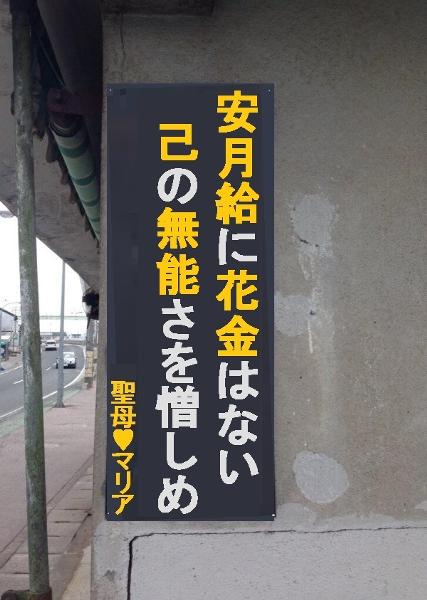 安月給に花金はない
己の無能さを憎しめ
聖母♥マリア